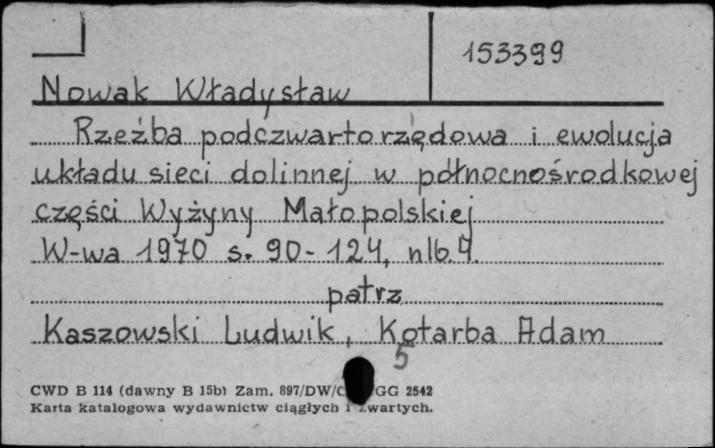 153399
Nowak Władysław
Rzeźba podczwartorzędowa i ewolucja
układu sieci dolinnej w północnośrodkowej
części Wyżyny Małopolskiej
W-wa 1970 s. 90-124, nlb. 4.
patrz
Kaszowski Ludwik, Kotarba Adam
5
CWD B 114 (dawny B 15b) Zam. 897/DW/ GG 2542
Karta katalogowa wydawnictw ciągłych i zwartych.